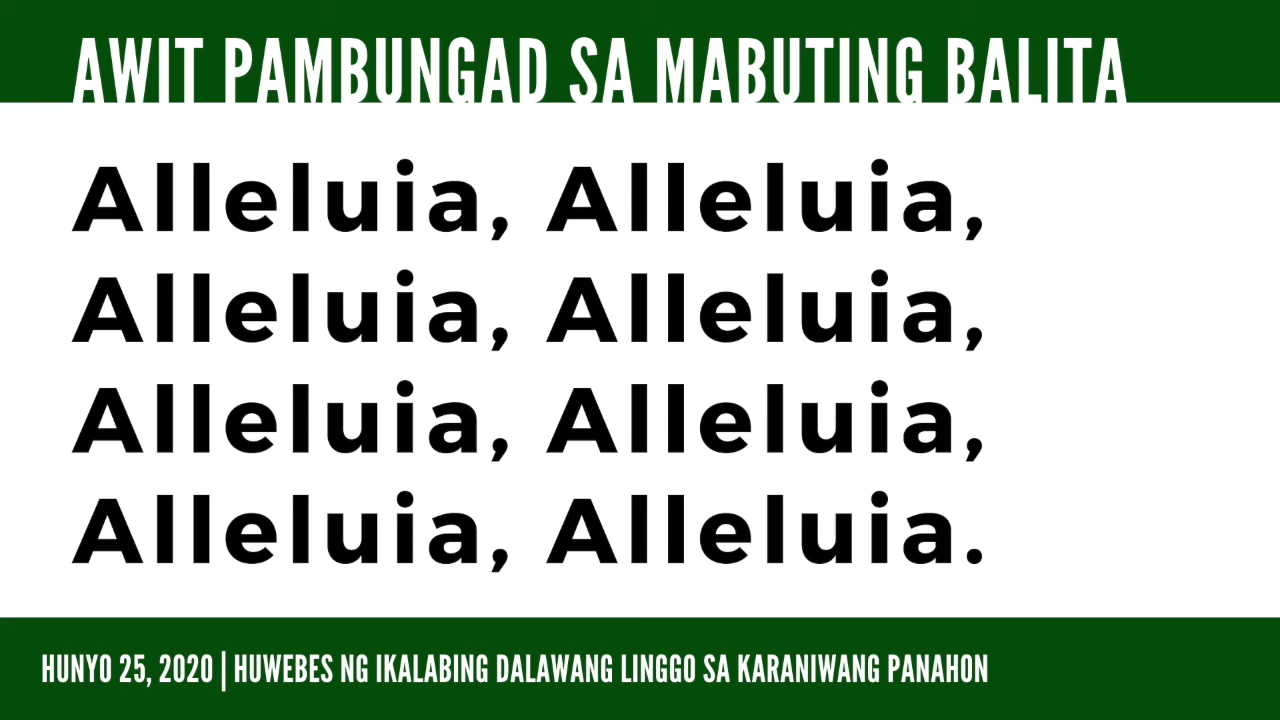 AWIT PAMBUNGAD SA MABUTING BALITA
Alleluia, Alleluia,
Alleluia, Alleluia,
Alleluia, Alleluia,
Alleluia, Alleluia.
HUNYO 25, 2020 | HUWEBES NG IKALABING DALAWANG LINGGO SA KARANIWANG PANAHON